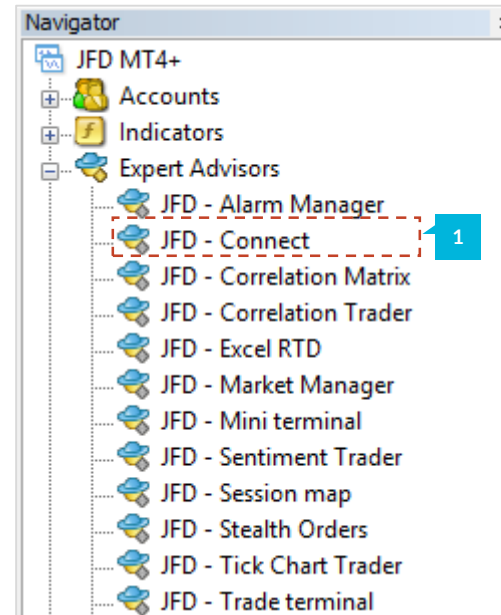 Navigator
JFD MT4+
Accounts
Indicators
Expert Advisors
JFD - Alarm Manager
JFD - Connect
1
JFD - Correlation Matrix
JFD - Correlation Trader
JFD - Excel RTD
JFD - Market Manager
JFD - Mini terminal
JFD - Sentiment Trader
JFD - Session map
JFD - Stealth Orders
JFD - Tick Chart Trader
JFD - Trade terminal